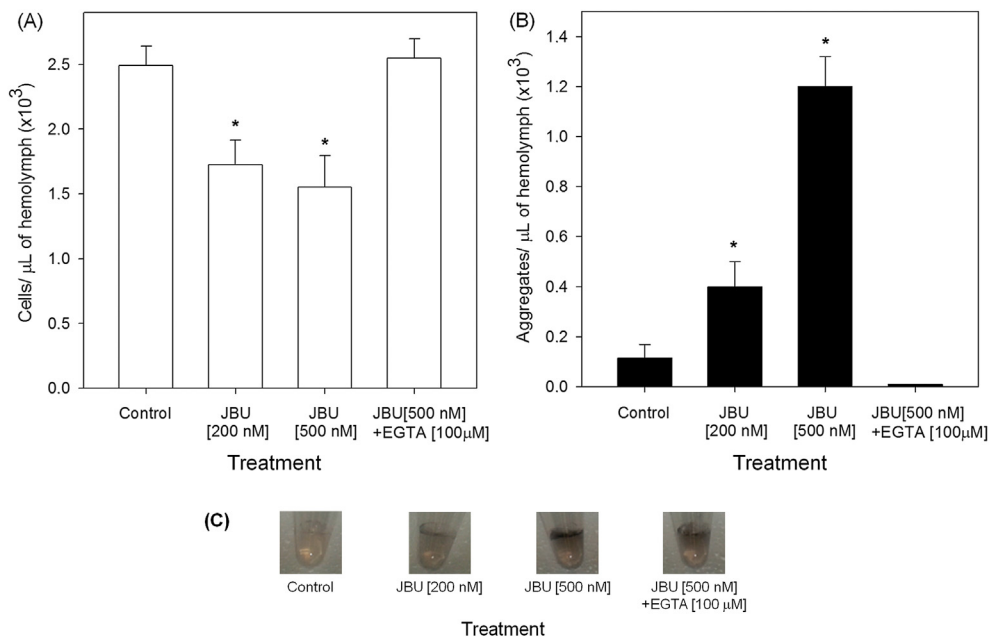 (A)
Cells/ μL of hemolymph (x10³)
2.5
2.0
1.5
1.0
0.5
0.0
*
*
Control
JBU
[200 nM]
JBU
[500 nM]
JBU[500 nM]
+EGTA [100μM]
Treatment
(B)
Aggregates/ μL of hemolymph (x10³)
1.4
1.2
1.0
0.8
0.6
0.4
0.2
0.0
*
*
Control
JBU
[200 nM]
JBU
[500 nM]
JBU[500 nM]
+EGTA [100μM]
Treatment
(C)
Control
JBU [200 nM]
JBU [500 nM]
JBU [500 nM]
+EGTA [100 μM]
Treatment